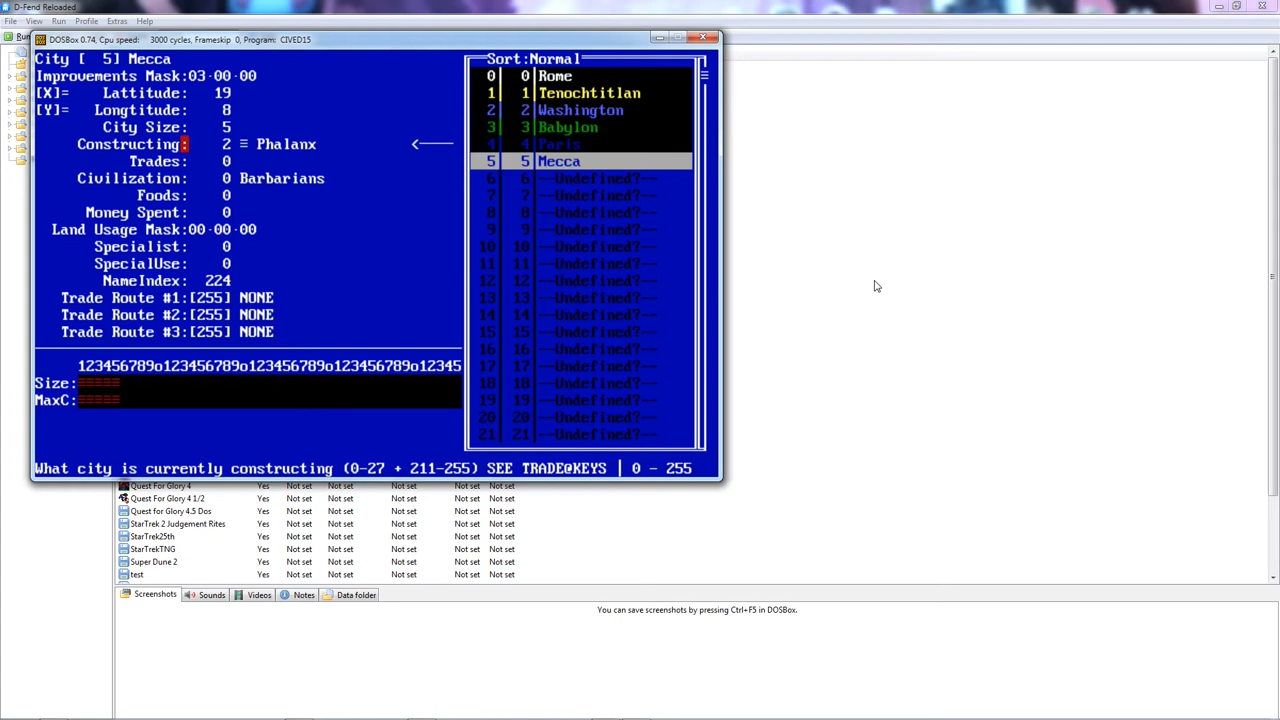 D-Fend Reloaded
File View Run Profile Extras Help
Run
DOSBox 0.74, Cpu speed: 3000 cycles, Frameskip 0, Program: CIVED15
City [ 5] Mecca
Improvements Mask:03-00-00
[X]= Lattitude: 19
[Y]= Longtitude: 8
City Size: 5
Constructing: 2 ≡ Phalanx <──
Trades: 0
Civilization: 0 Barbarians
Foods: 0
Money Spent: 0
Land Usage Mask:00-00-00
Specialist: 0
SpecialUse: 0
NameIndex: 224
Trade Route #1:[255] NONE
Trade Route #2:[255] NONE
Trade Route #3:[255] NONE
123456789o123456789o123456789o123456789o12345
Size:≡≡≡≡≡
MaxC:≡≡≡≡≡
Sort:Normal
0 0 Rome
1 1 Tenochtitlan
2 2 Washington
3 3 Babylon
4 4 Paris
5 5 Mecca
6 6 --Undefined?--
7 7 --Undefined?--
8 8 --Undefined?--
9 9 --Undefined?--
10 10 --Undefined?--
11 11 --Undefined?--
12 12 --Undefined?--
13 13 --Undefined?--
14 14 --Undefined?--
15 15 --Undefined?--
16 16 --Undefined?--
17 17 --Undefined?--
18 18 --Undefined?--
19 19 --Undefined?--
20 20 --Undefined?--
21 21 --Undefined?--
What city is currently constructing (0-27 + 211-255) SEE TRADE@KEYS | 0 - 255
Quest For Glory 4 Yes Not set Not set Not set Not set
Quest For Glory 4 1/2 Yes Not set Not set Not set Not set
Quest for Glory 4.5 Dos Yes Not set Not set Not set Not set
StarTrek 2 Judgement Rites Yes Not set Not set Not set Not set
StarTrek25th Yes Not set Not set Not set Not set
StarTrekTNG Yes Not set Not set Not set Not set
Super Dune 2 Yes Not set Not set Not set Not set
test Yes Not set Not set Not set Not set
Screenshots Sounds Videos Notes Data folder
You can save screenshots by pressing Ctrl+F5 in DOSBox.